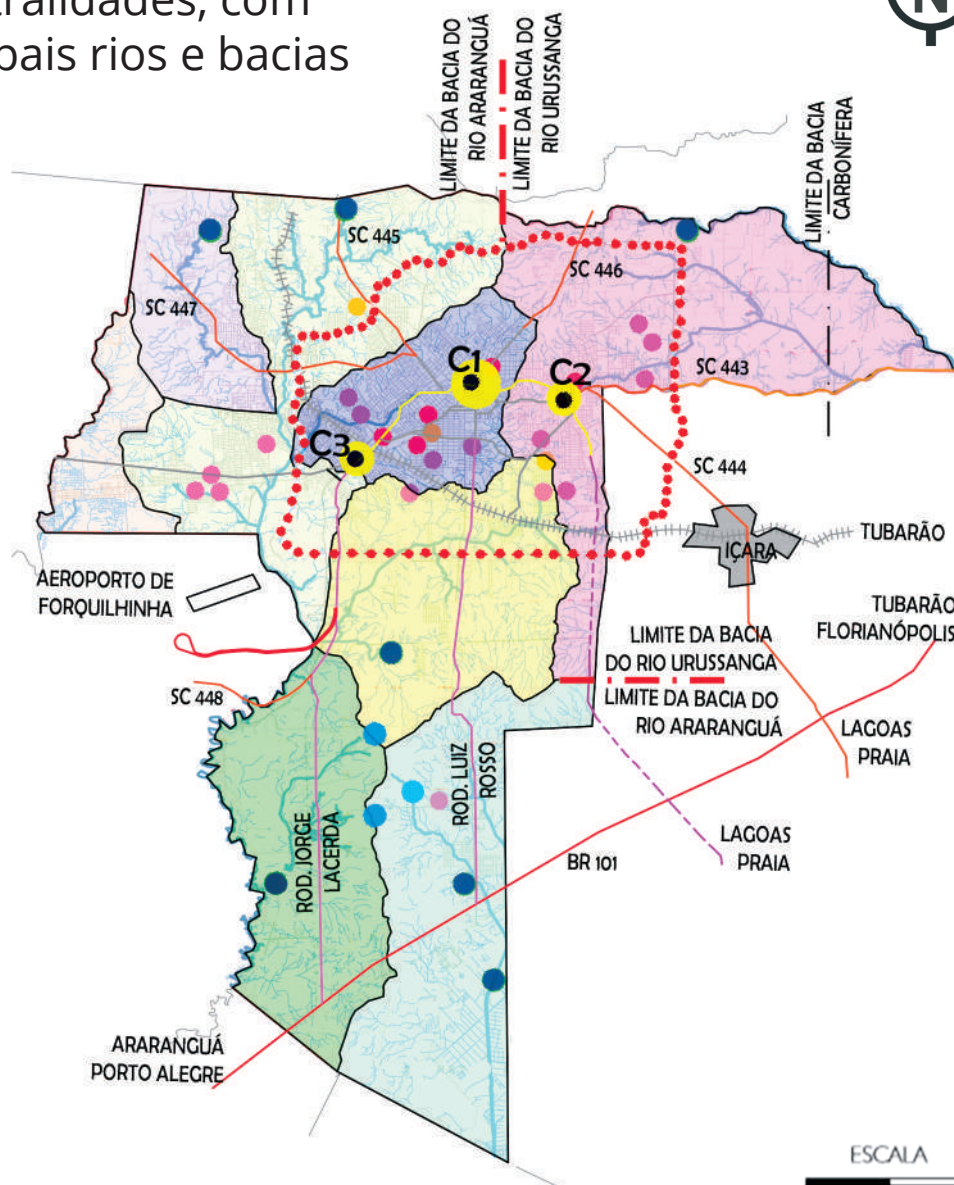 tralidades, com
pais rios e bacias
N
LIMITE DA BACIA DO
RIO ARARANGUÁ
LIMITE DA BACIA DO
RIO URUSSANGA
LIMITE DA BACIA
CARBONÍFERA
SC 445
SC 446
SC 447
SC 443
C1
C2
C3
SC 444
IÇARA
TUBARÃO
AEROPORTO DE
FORQUILHINHA
TUBARÃO
FLORIANÓPOLIS
LIMITE DA BACIA
DO RIO URUSSANGA
LIMITE DA BACIA DO
RIO ARARANGUÁ
SC 448
LAGOAS
PRAIA
ROD. LUIZ
ROSSO
ROD. JORGE
LACERDA
LAGOAS
PRAIA
BR 101
ARARANGUÁ
PORTO ALEGRE
ESCALA